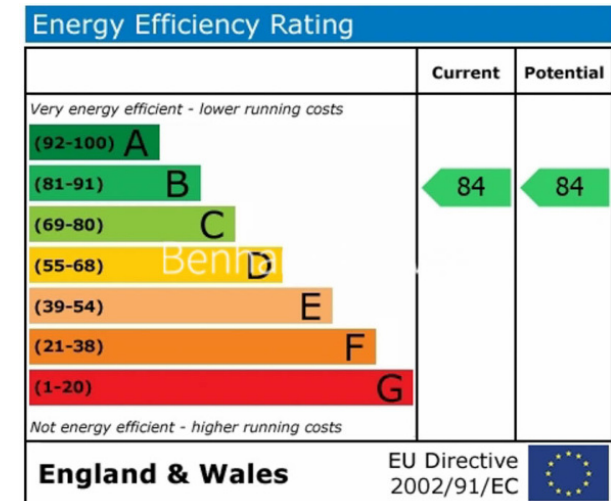 Energy Efficiency Rating
Current Potential
Very energy efficient - lower running costs
(92-100) A
(81-91) B 84 84
(69-80) C
(55-68) D
(39-54) E
(21-38) F
(1-20) G
Not energy efficient - higher running costs
England & Wales
EU Directive
2002/91/EC